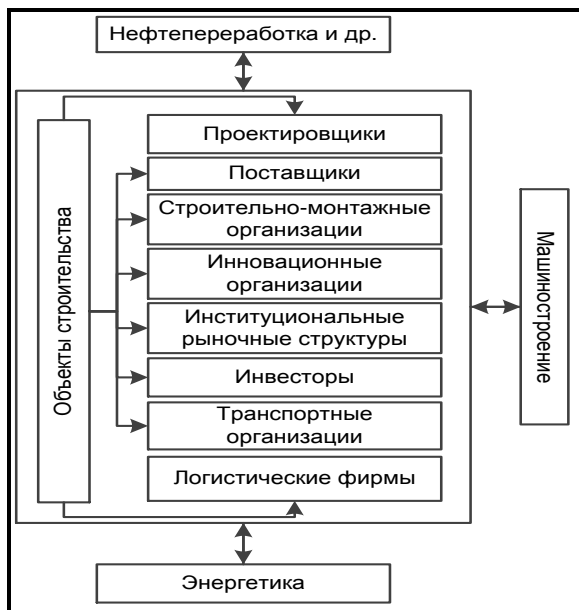 Нефтепереработка и др.
Объекты строительства
Проектировщики
Поставщики
Строительно-монтажные
организации
Инновационные
организации
Институциональные
рыночные структуры
Инвесторы
Транспортные
организации
Логистические фирмы
Машиностроение
Энергетика